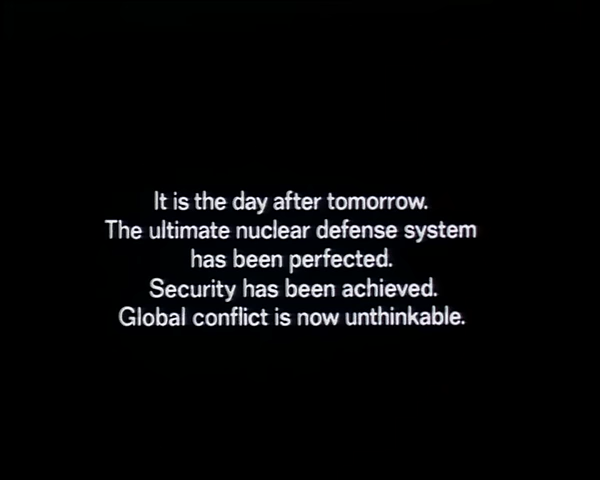 It is the day after tomorrow.
The ultimate nuclear defense system
has been perfected.
Security has been achieved.
Global conflict is now unthinkable.